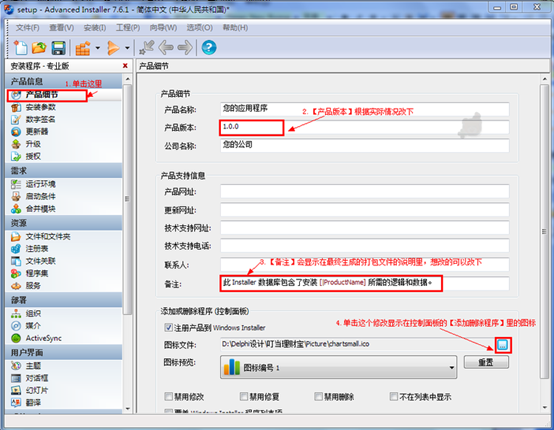 setup - Advanced Installer 7.6.1 - 简体中文 (中华人民共和国)*
文件(F) 查看(V) 安装(I) 工程(P) 向导(W) 选项(O) 帮助(H)
安装程序 - 专业版
产品细节
产品信息
1.单击这里
产品细节
安装参数
数字签名
更新器
升级
授权
需求
运行环境
启动条件
合并模块
资源
文件和文件夹
注册表
文件关联
程序集
服务
部署
组织
媒介
ActiveSync
用户界面
主题
对话框
幻灯片
翻译
产品细节
产品名称: 您的应用程序
2.【产品版本】根据实际情况改下
产品版本: 1.0.0
公司名称: 您的公司
产品支持信息
产品网址:
更新网址:
技术支持网址:
技术支持电话:
3.【备注】会显示在最终生成的打包文件的说明里，想改的可以改下
联系人:
备注: 此 Installer 数据库包含了安装 [|ProductName] 所需的逻辑和数据。
添加或删除程序 (控制面板)
4.单击这个修改显示在控制面板的【添加删除程序】里的图标
注册产品到 Windows Installer
图标文件: D:\Delphi设计\叮当理财宝\Picture\chartsmall.ico
图标预览: 图标编号 1 重置
禁用修改 禁用修复 禁用删除 不在列表中显示
覆盖 Windows Installer 程序列表项